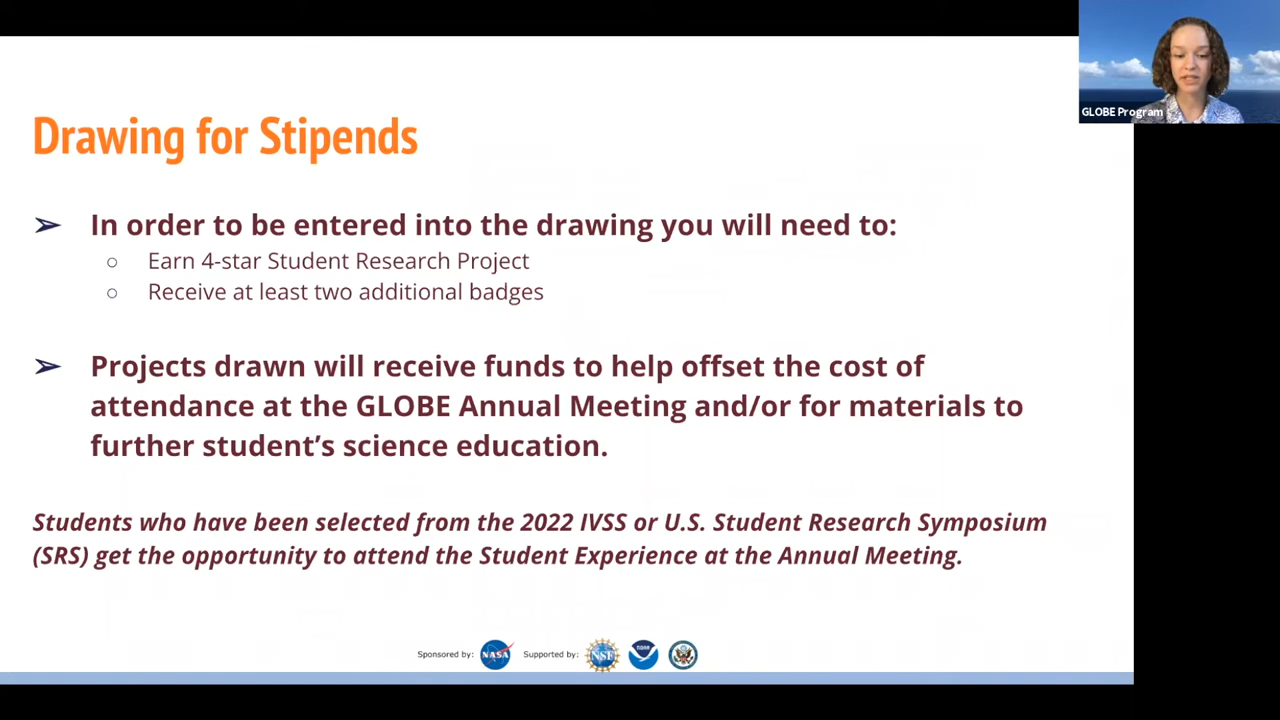 GLOBE Program
Drawing for Stipends
➢ In order to be entered into the drawing you will need to:
○ Earn 4-star Student Research Project
○ Receive at least two additional badges
➢ Projects drawn will receive funds to help offset the cost of
attendance at the GLOBE Annual Meeting and/or for materials to
further student’s science education.
Students who have been selected from the 2022 IVSS or U.S. Student Research Symposium
(SRS) get the opportunity to attend the Student Experience at the Annual Meeting.
Sponsored by: NASA Supported by: NSF NOAA